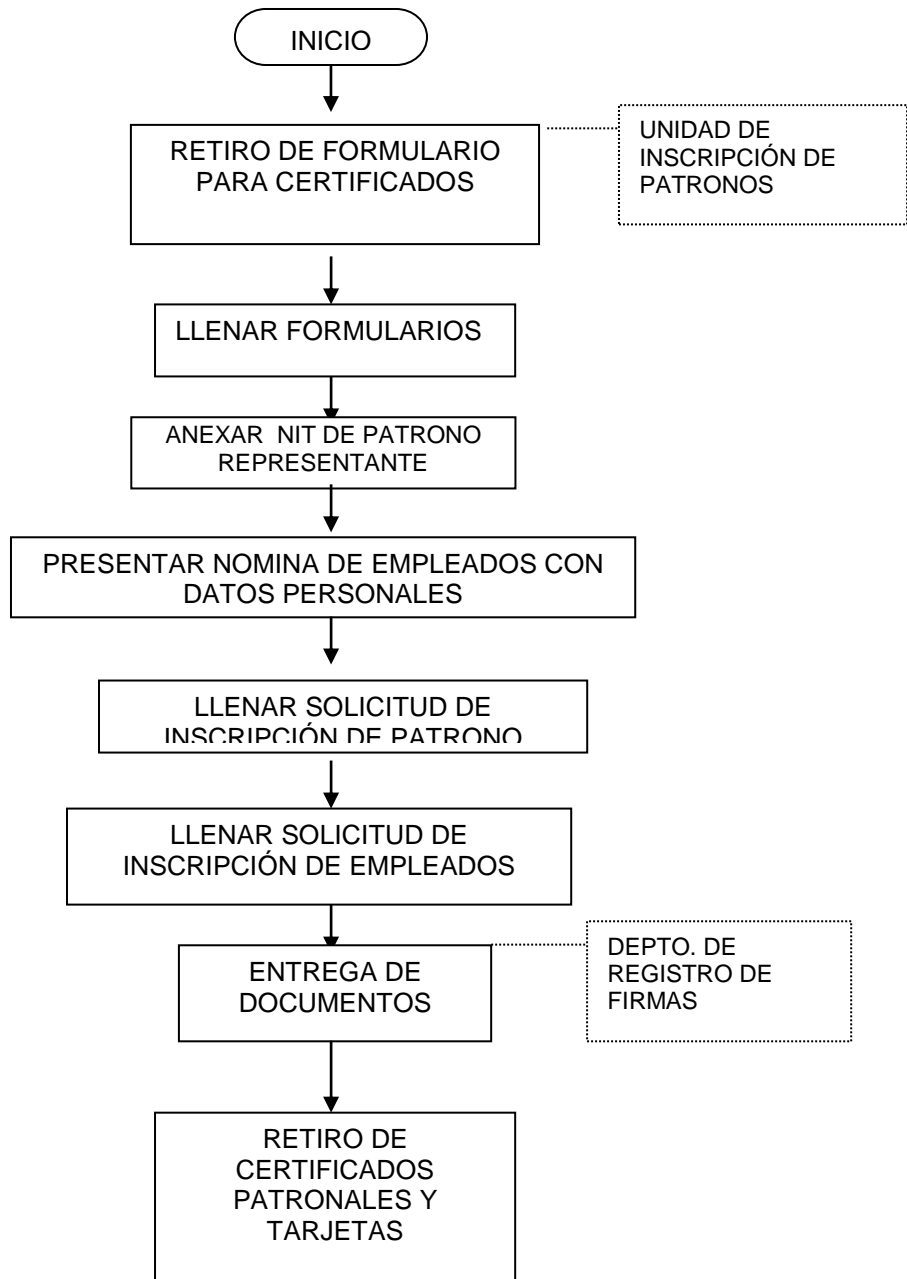 INICIO
RETIRO DE FORMULARIO
PARA CERTIFICADOS
UNIDAD DE
INSCRIPCIÓN DE
PATRONOS
LLENAR FORMULARIOS
ANEXAR NIT DE PATRONO
REPRESENTANTE
PRESENTAR NOMINA DE EMPLEADOS CON
DATOS PERSONALES
LLENAR SOLICITUD DE
INSCRIPCIÓN DE PATRONO
LLENAR SOLICITUD DE
INSCRIPCIÓN DE EMPLEADOS
ENTREGA DE
DOCUMENTOS
DEPTO. DE
REGISTRO DE
FIRMAS
RETIRO DE
CERTIFICADOS
PATRONALES Y
TARJETAS